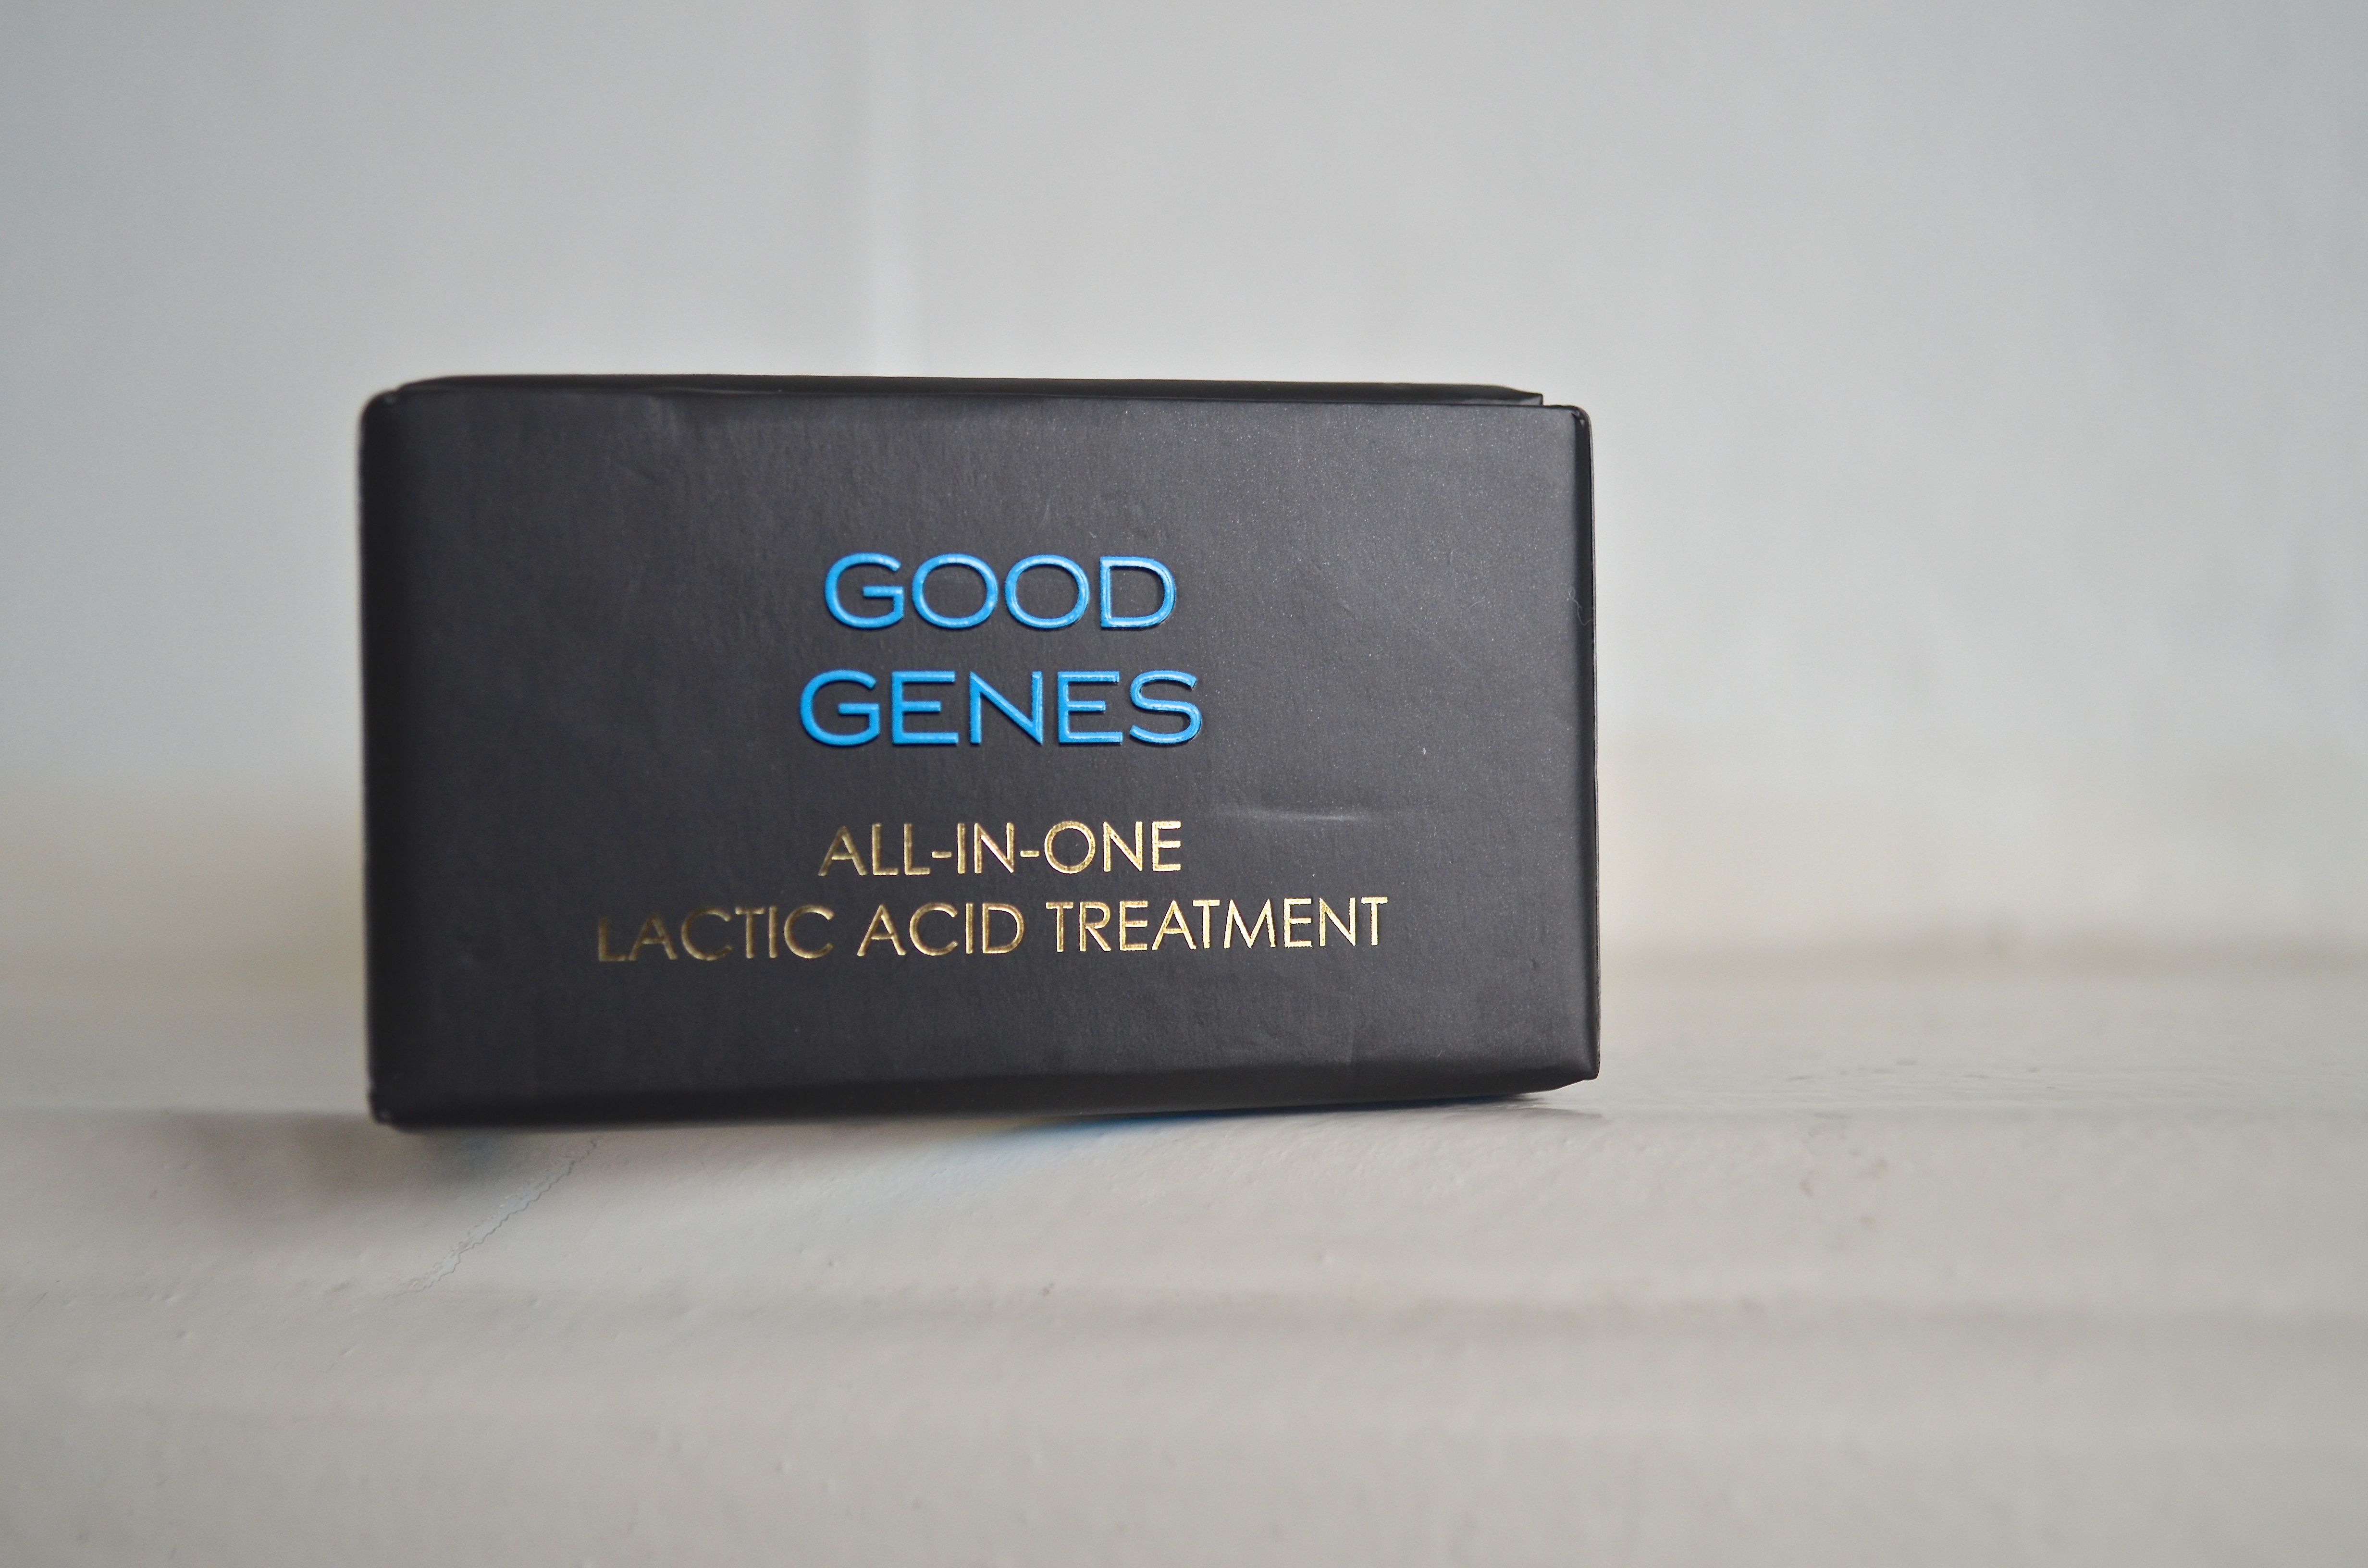 GOOD
GENES
ALL-IN-ONE
LACTIC ACID TREATMENT